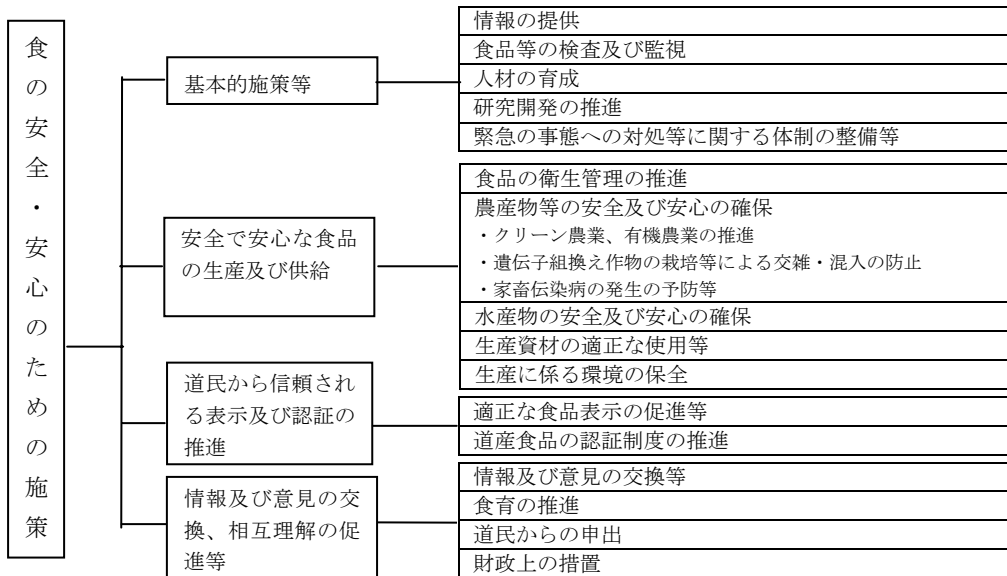 食の安全・安心のための施策
基本的施策等
情報の提供
食品等の検査及び監視
人材の育成
研究開発の推進
緊急の事態への対処等に関する体制の整備等
安全で安心な食品
の生産及び供給
食品の衛生管理の推進
農産物等の安全及び安心の確保
・クリーン農業、有機農業の推進
・遺伝子組換え作物の栽培等による交雑・混入の防止
・家畜伝染病の発生の予防等
水産物の安全及び安心の確保
生産資材の適正な使用等
生産に係る環境の保全
道民から信頼され
る表示及び認証の
推進
適正な食品表示の促進等
道産食品の認証制度の推進
情報及び意見の交
換、相互理解の促
進等
情報及び意見の交換等
食育の推進
道民からの申出
財政上の措置